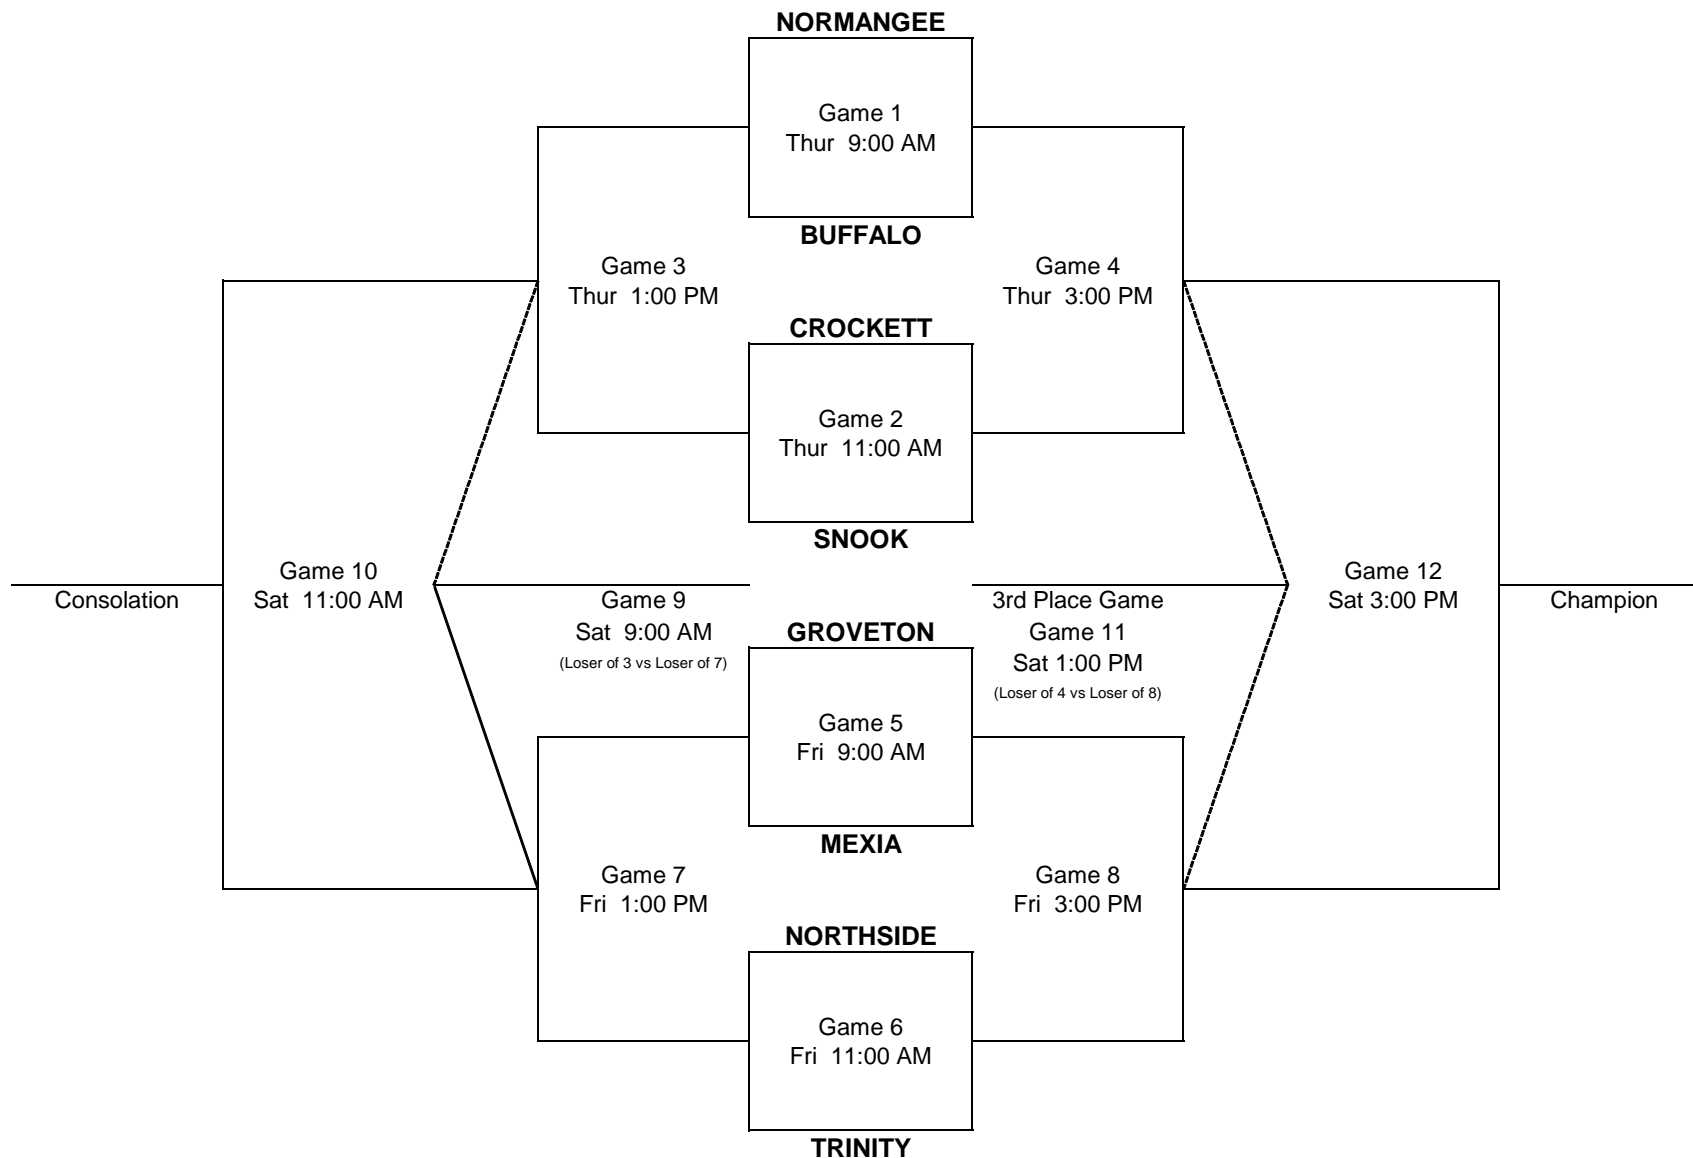 NORMANGEE
Game 1
Thur  9:00 AM
BUFFALO
Game 3
Thur  1:00 PM
Game 4
Thur  3:00 PM
CROCKETT
Game 2
Thur  11:00 AM
SNOOK
Game 10
Sat  11:00 AM
Consolation
Game 9
Sat  9:00 AM
(Loser of 3 vs Loser of 7)
3rd Place Game
Game 11
Sat 1:00 PM
(Loser of 4 vs Loser of 8)
Game 12
Sat 3:00 PM
Champion
GROVETON
Game 5
Fri  9:00 AM
MEXIA
Game 7
Fri  1:00 PM
Game 8
Fri  3:00 PM
NORTHSIDE
Game 6
Fri  11:00 AM
TRINITY